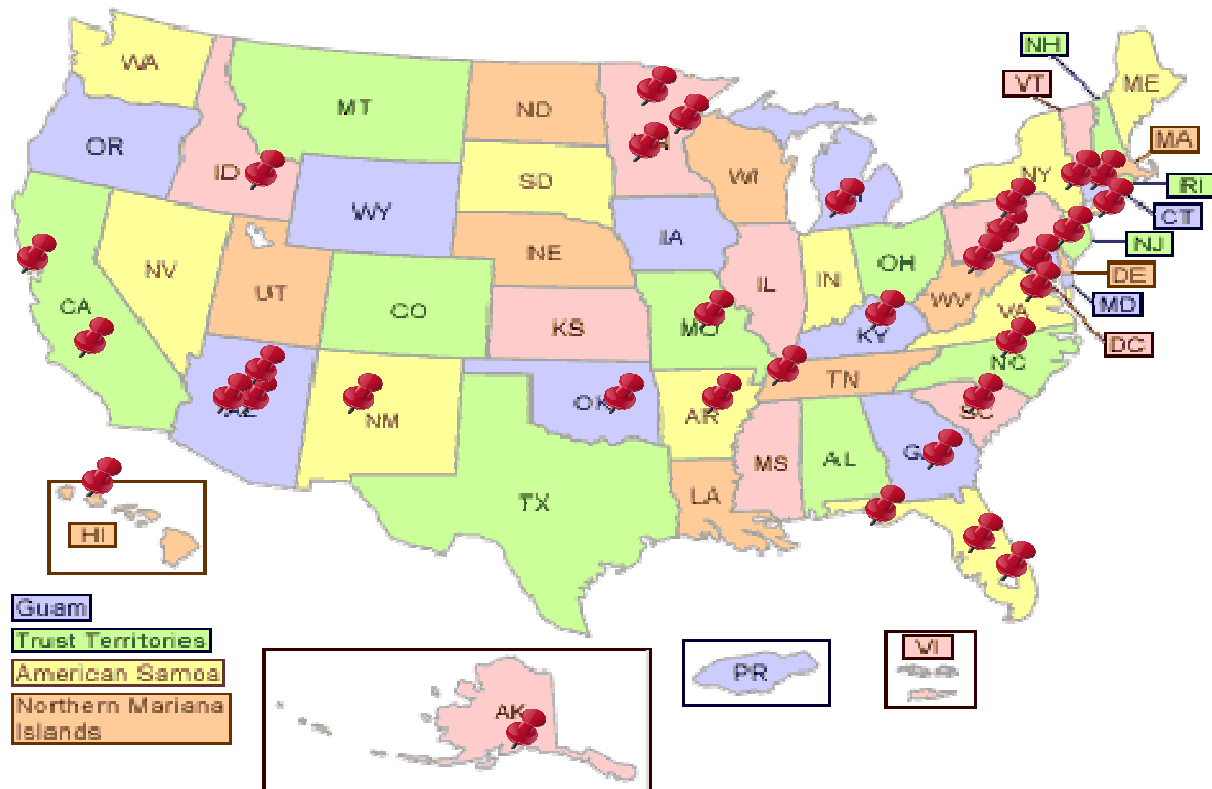 NH
WA
VT
ME
MT
ND
OR
MA
ID
SD
WI
NY
RI
WY
CT
IA
NJ
NE
OH
NV
IL
IN
DE
UT
WV
CA
CO
MD
VA
KS
MO
KY
DC
NC
TN
OK
NM
AR
SC
MS
AL
LA
TX
HI
Guam
Trust Territories
American Samoa
Northern Mariana
Islands
VI
PR
AK